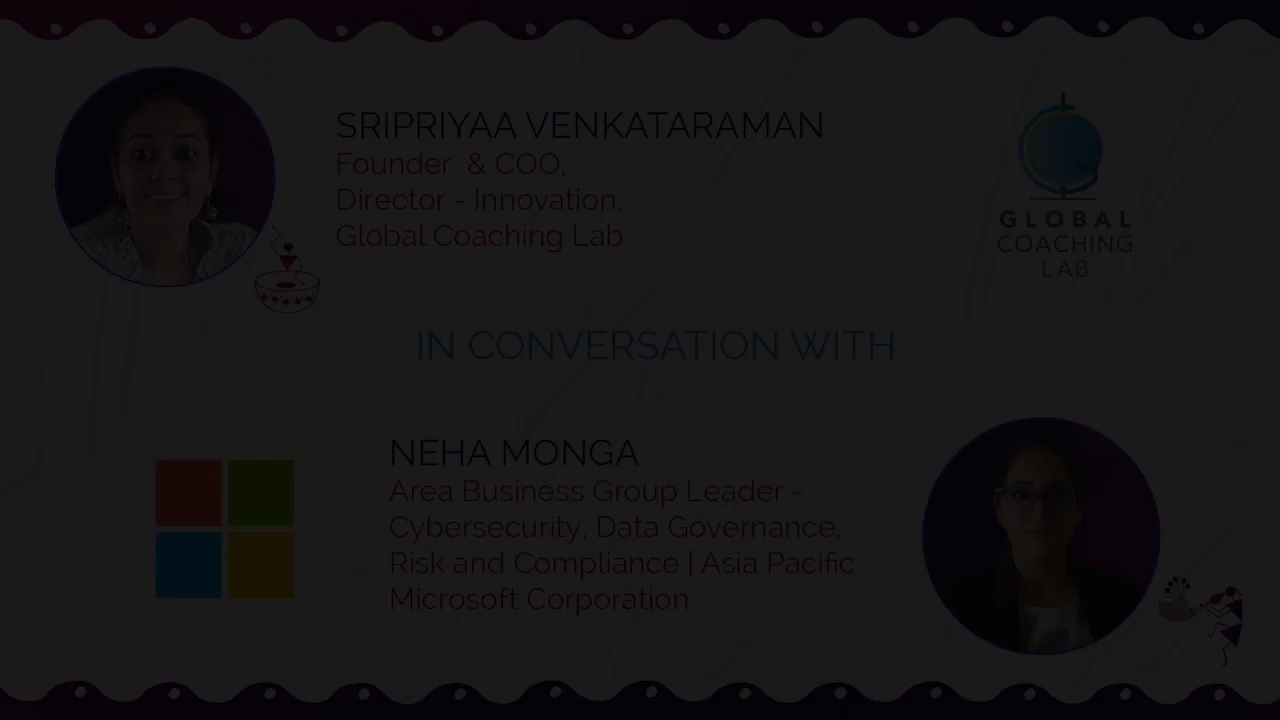 SRIPRIYAA VENKATARAMAN
Founder & COO,
Director - Innovation,
Global Coaching Lab
GLOBAL
COACHING
LAB
IN CONVERSATION WITH
NEHA MONGA
Area Business Group Leader -
Cybersecurity, Data Governance,
Risk and Compliance | Asia Pacific
Microsoft Corporation